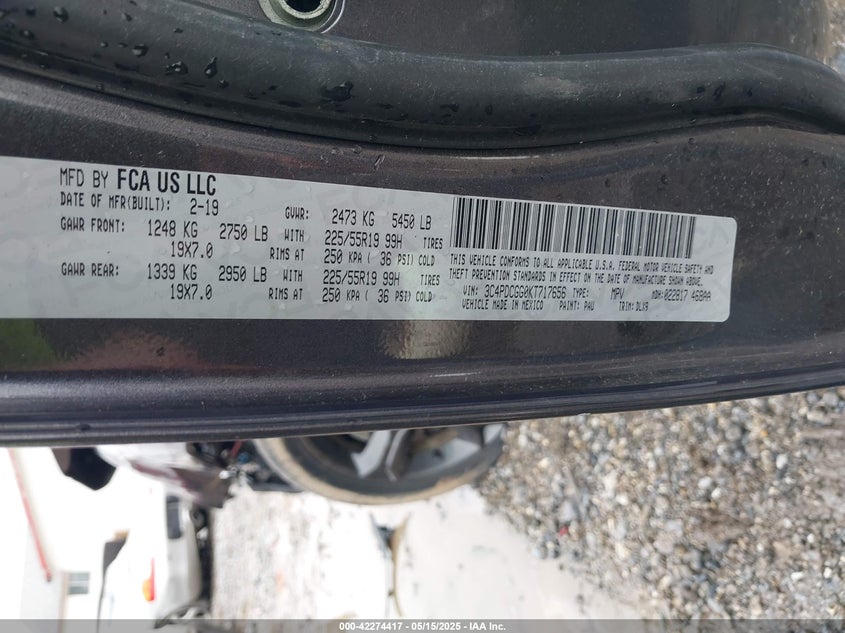 MFD BY FCA US LLC
DATE OF MFR(BUILT): 2-19 GVWR: 2473 KG 5450 LB
GAWR FRONT: 1248 KG 2750 LB WITH 225/55R19 99H TIRES
19X7.0 RIMS AT 250 KPA ( 36 PSI) COLD
GAWR REAR: 1339 KG 2950 LB WITH 225/55R19 99H TIRES
19X7.0 RIMS AT 250 KPA ( 36 PSI) COLD
THIS VEHICLE CONFORMS TO ALL APPLICABLE U.S.A. FEDERAL MOTOR VEHICLE SAFETY AND
THEFT PREVENTION STANDARDS IN EFFECT ON THE DATE OF MANUFACTURE SHOWN ABOVE.
VIN: 3C4PDCGG0KT717656 TYPE: MPV MDH:022817 468AA
VEHICLE MADE IN MEXICO PAINT: PAU TRIM: DLX9
000-42274417 - 05/15/2025 - IAA Inc.